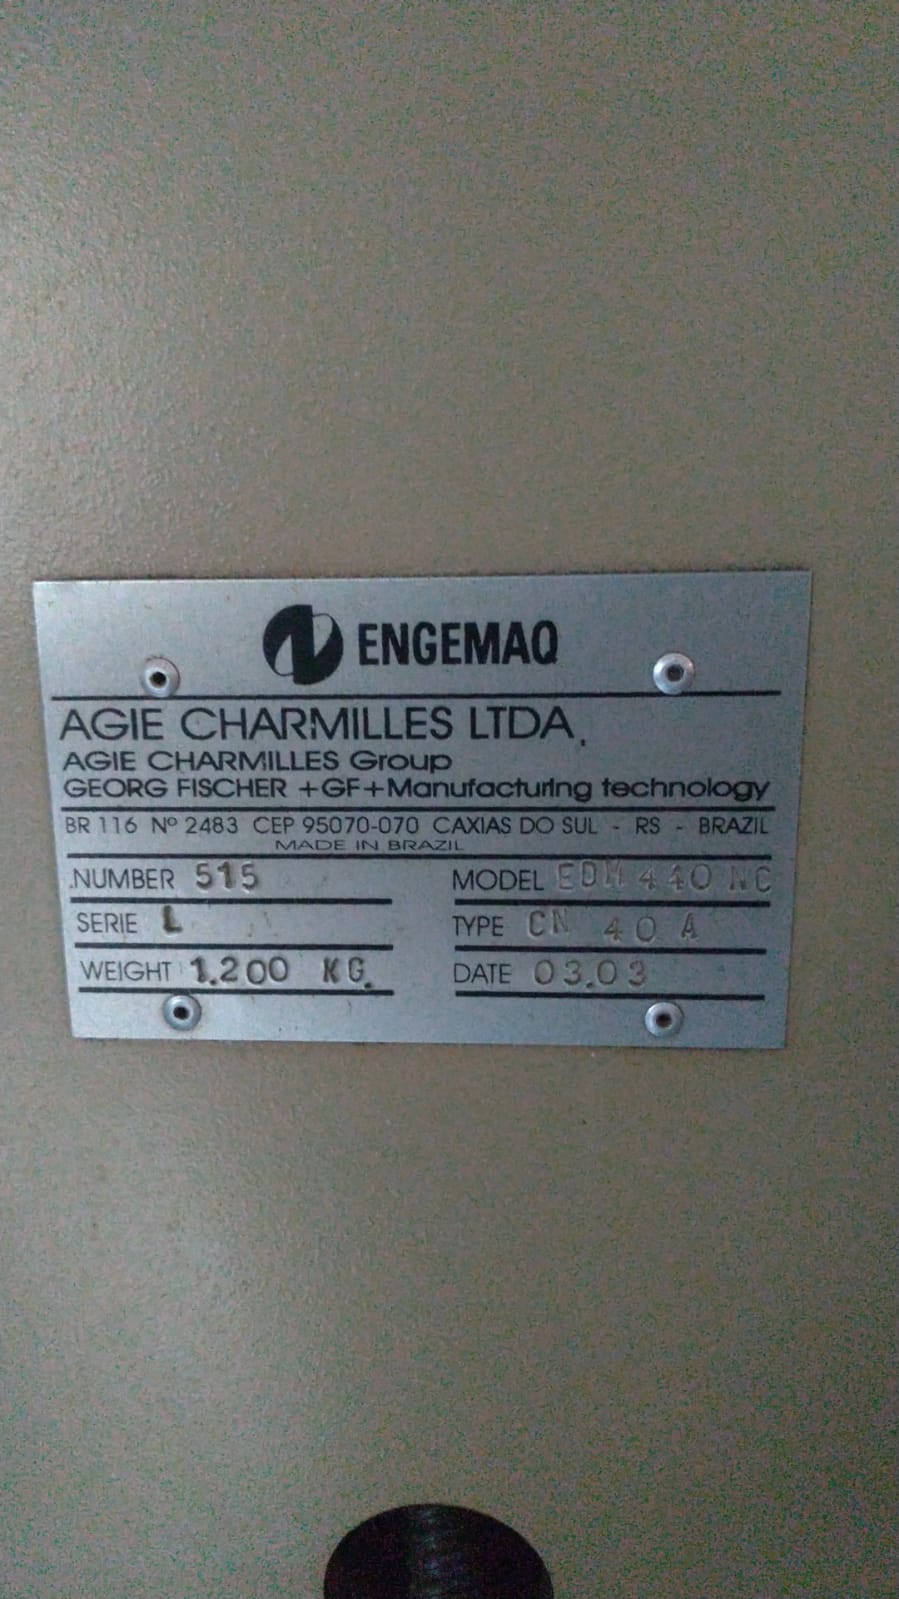 ENGEMAQ
AGIE CHARMILLES LTDA.
AGIE CHARMILLES Group
GEORG FISCHER +GF+ Manufacturing technology
BR 116 Nº 2483 CEP 95070-070 CAXIAS DO SUL - RS - BRAZIL
MADE IN BRAZIL
NUMBER 515 MODEL EDM 440 NC
SERIE L TYPE CN 40 A
WEIGHT 1.200 KG. DATE 03.03